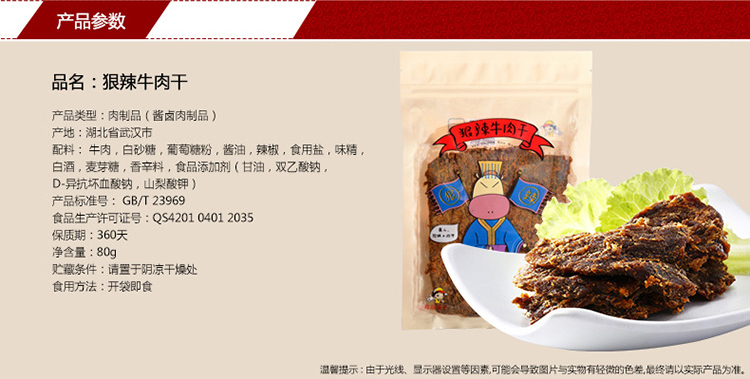 产品参数
品名：狠辣牛肉干
产品类型：肉制品（酱卤肉制品）
产地：湖北省武汉市
配料： 牛肉，白砂糖，葡萄糖粉，酱油，辣椒，食用盐，味精，
白酒，麦芽糖，香辛料，食品添加剂（甘油，双乙酸钠，
D-异抗坏血酸钠，山梨酸钾）
产品标准号： GB/T 23969
食品生产许可证号：QS4201 0401 2035
保质期：360天
净含量：80g
贮藏条件：请置于阴凉干燥处
食用方法：开袋即食
狠辣牛肉干
温馨提示：由于光线、显示器设置等因素,可能会导致图片与实物有轻微的色差,最终请以实际产品为准。